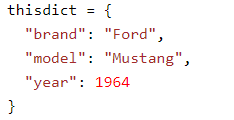 thisdict = {
  "brand": "Ford",
  "model": "Mustang",
  "year": 1964
}